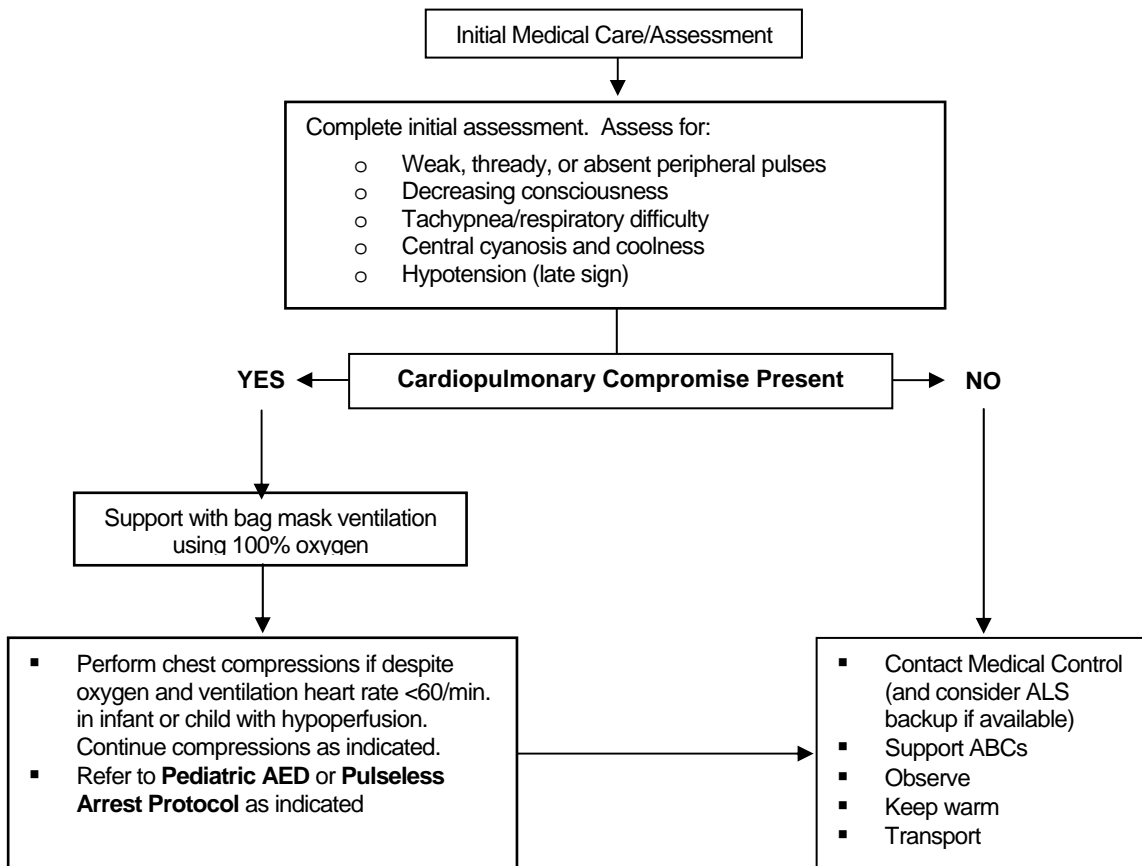 Initial Medical Care/Assessment
Complete initial assessment.  Assess for:
o Weak, thready, or absent peripheral pulses
o Decreasing consciousness
o Tachypnea/respiratory difficulty
o Central cyanosis and coolness
o Hypotension (late sign)
YES
Cardiopulmonary Compromise Present
NO
Support with bag mask ventilation
using 100% oxygen
▪ Perform chest compressions if despite
oxygen and ventilation heart rate <60/min.
in infant or child with hypoperfusion.
Continue compressions as indicated.
▪ Refer to Pediatric AED or Pulseless
Arrest Protocol as indicated
▪ Contact Medical Control
(and consider ALS
backup if available)
▪ Support ABCs
▪ Observe
▪ Keep warm
▪ Transport